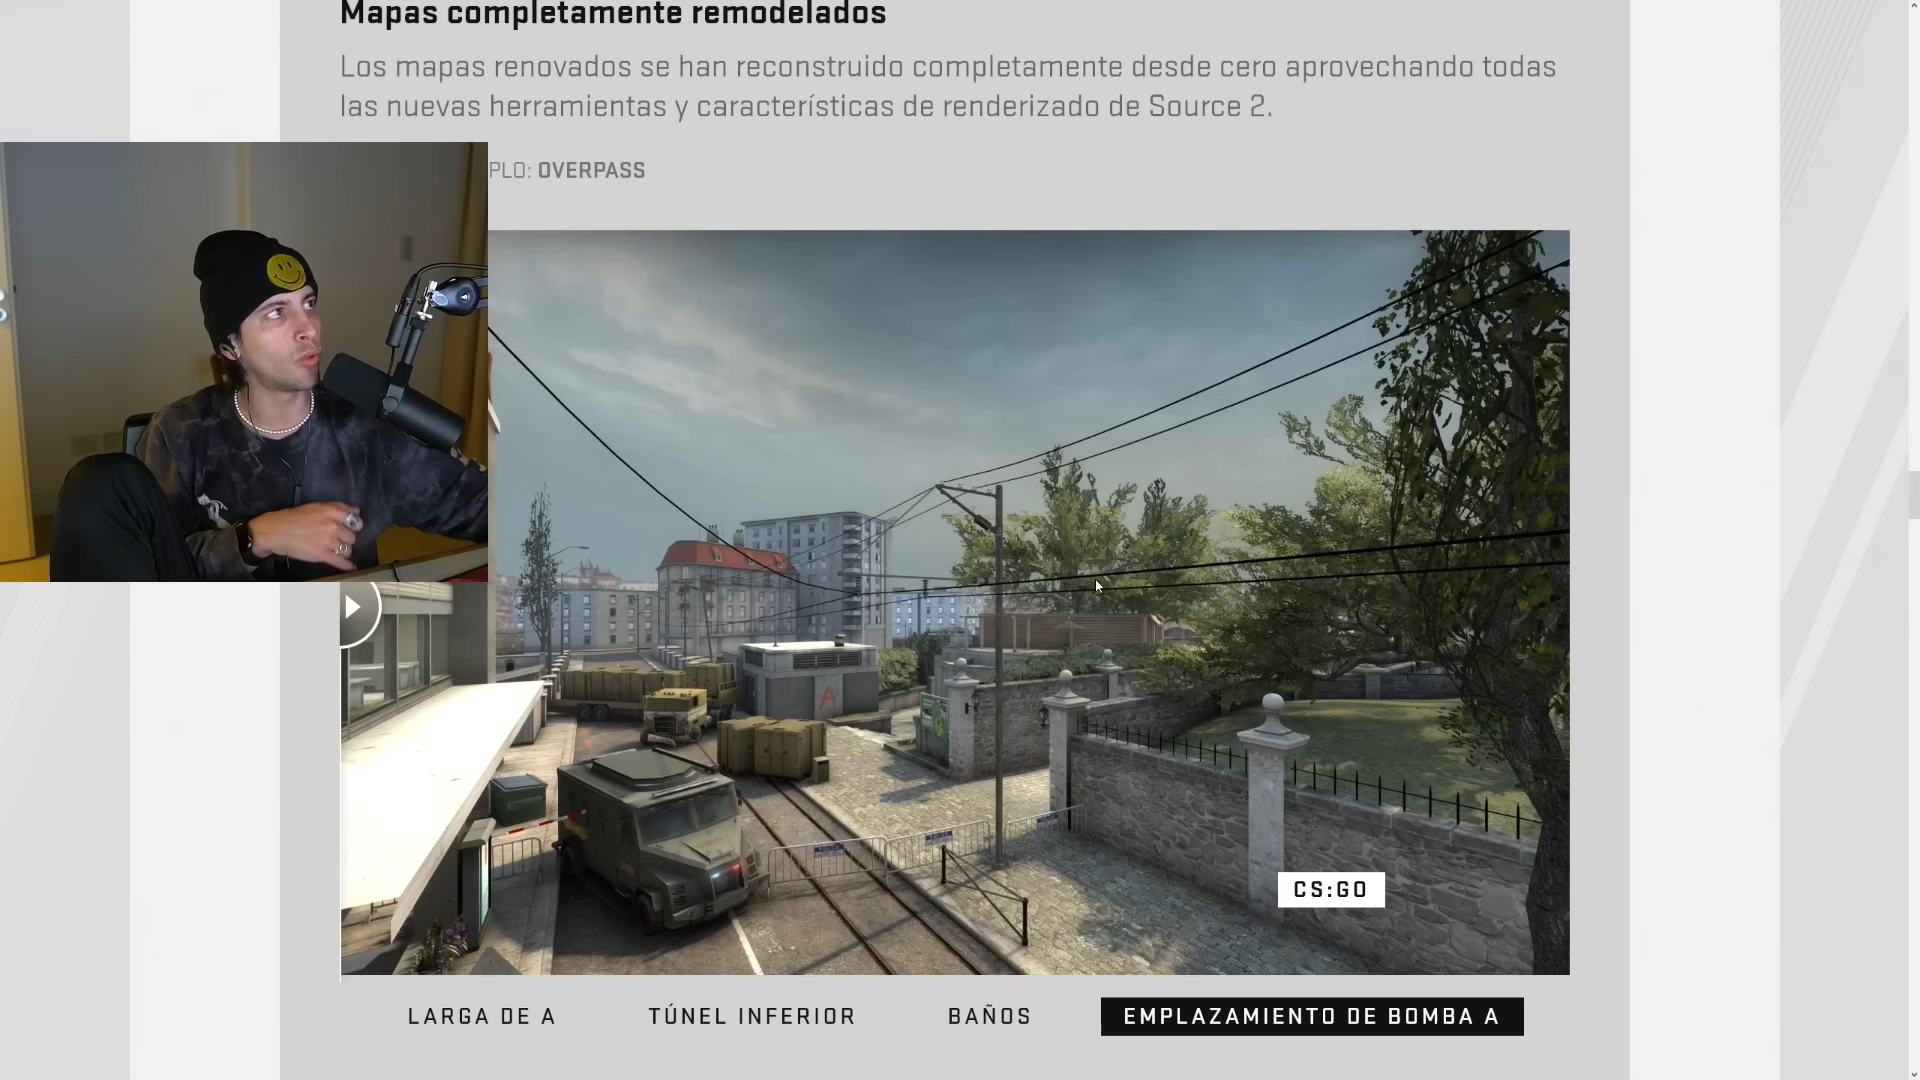 Mapas completamente remodelados
Los mapas renovados se han reconstruido completamente desde cero aprovechando todas
las nuevas herramientas y características de renderizado de Source 2.
PLO: OVERPASS
A
CS:GO
LARGA DE A
TÚNEL INFERIOR
BAÑOS
EMPLAZAMIENTO DE BOMBA A